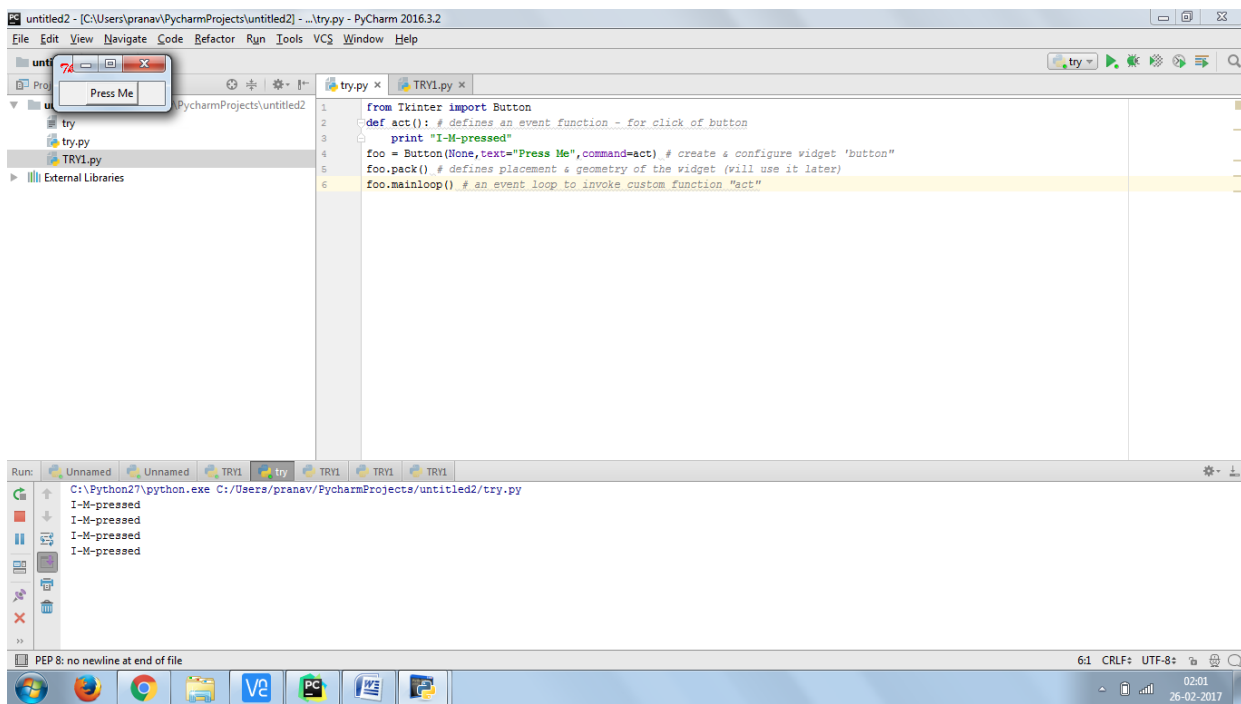 untitled2 - [C:\Users\pranav\PycharmProjects\untitled2] - ...\try.py - PyCharm 2016.3.2
File Edit View Navigate Code Refactor Run Tools VCS Window Help
try
Press Me
\PycharmProjects\untitled2
try
try.py
TRY1.py
External Libraries
try.py × TRY1.py ×
1 from Tkinter import Button
2 def act(): # defines an event function - for click of button
3 print "I-M-pressed"
4 foo = Button(None,text="Press Me",command=act) # create & configure widget 'button"
5 foo.pack() # defines placement & geometry of the widget (will use it later)
6 foo.mainloop() # an event loop to invoke custom function "act"
Run: Unnamed Unnamed TRY1 try TRY1 TRY1 TRY1
C:\Python27\python.exe C:/Users/pranav/PycharmProjects/untitled2/try.py
I-M-pressed
I-M-pressed
I-M-pressed
I-M-pressed
PEP 8: no newline at end of file
6:1 CRLF UTF-8
PC
02:01
26-02-2017